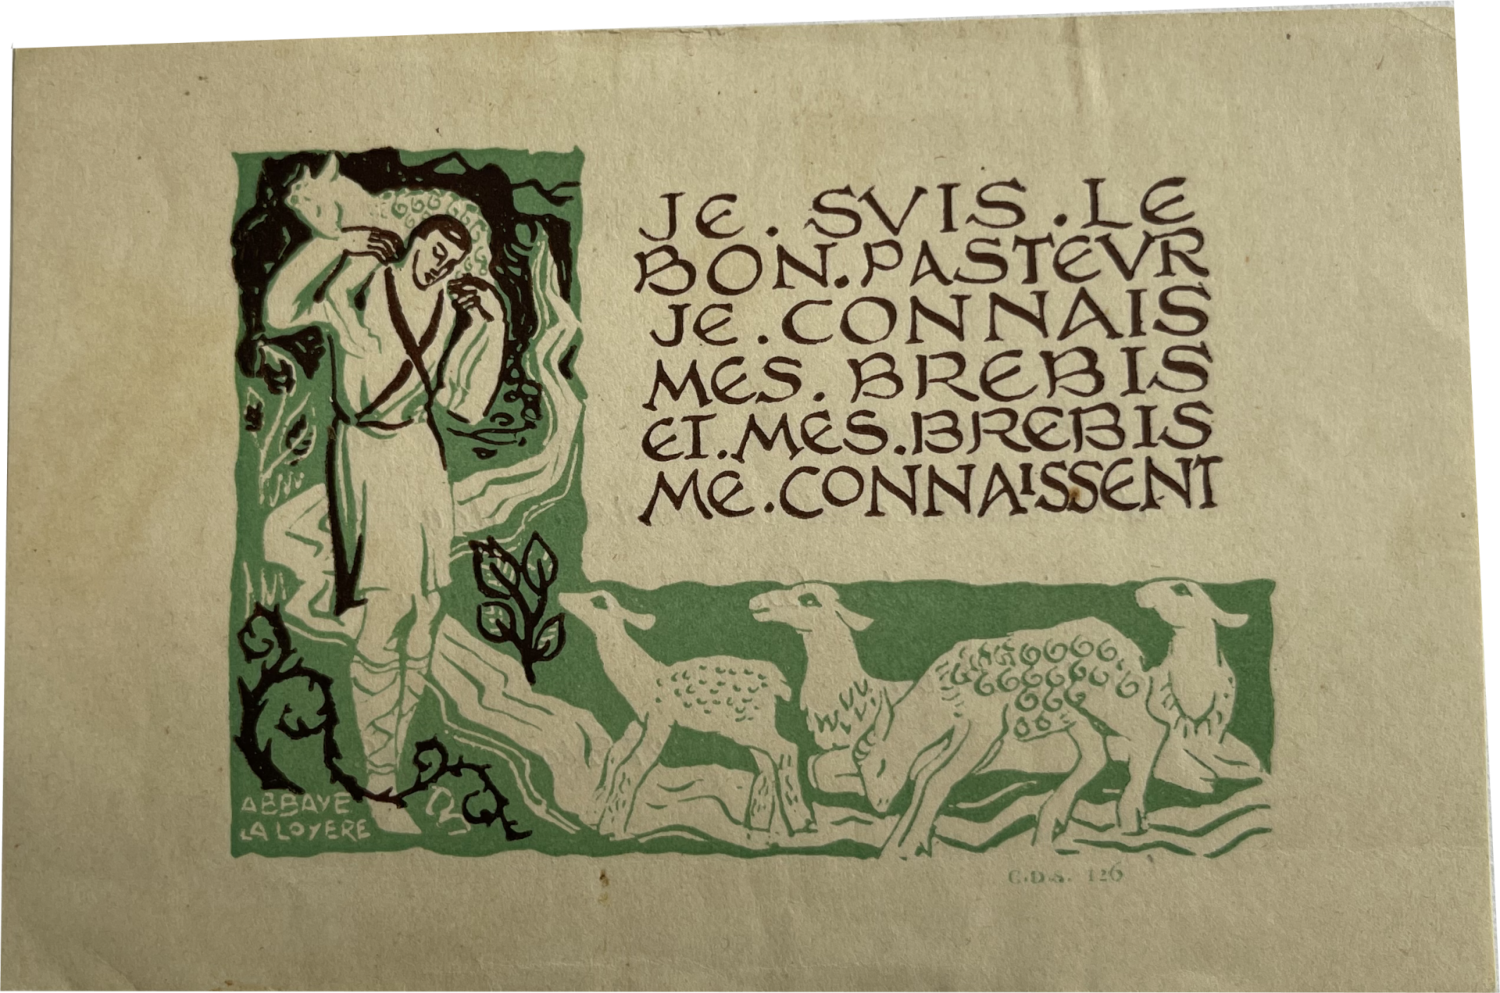 JE. SVIS.LE
BON.PASTEVR
JE.CONNAIS
MES.BREBIS
ET.MES.BREBIS
ME.CONNAISSENT
ABBAYE
LA LOYERE
C.D.S. 126